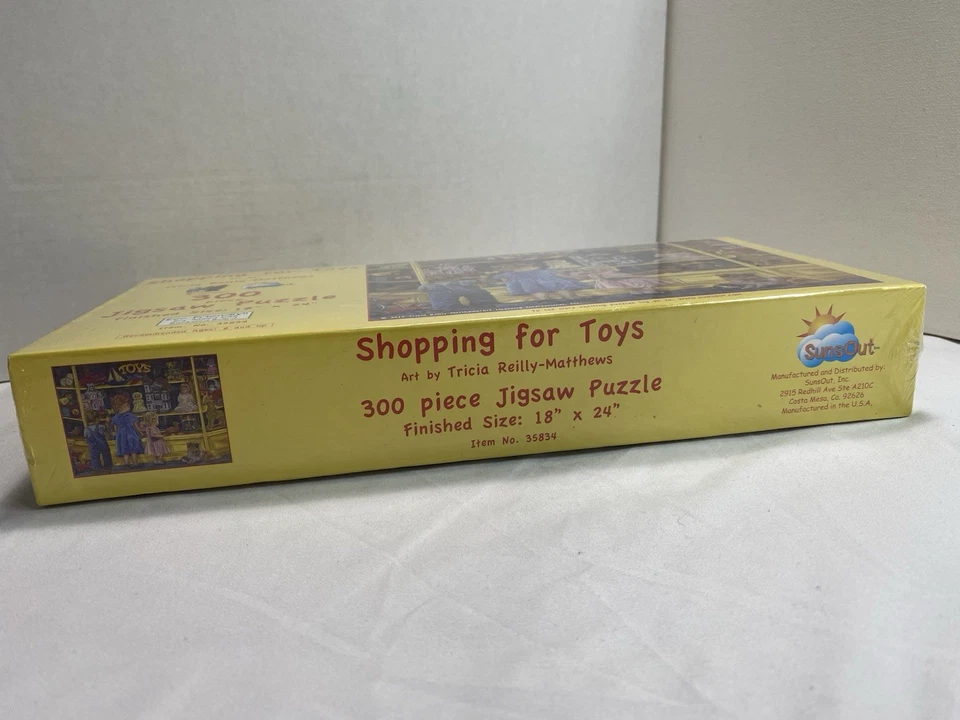 300
Jigsaw Puzzle
TOYS
Shopping for Toys
Art by Tricia Reilly-Matthews
300 piece Jigsaw Puzzle
Finished Size: 18" x 24"
Item No. 35834
SunsOut
Manufactured and Distributed by:
SunsOut, Inc.
2915 Redhill Ave Ste A210C
Costa Mesa, Ca, 92626
Manufactured in the U.S.A.